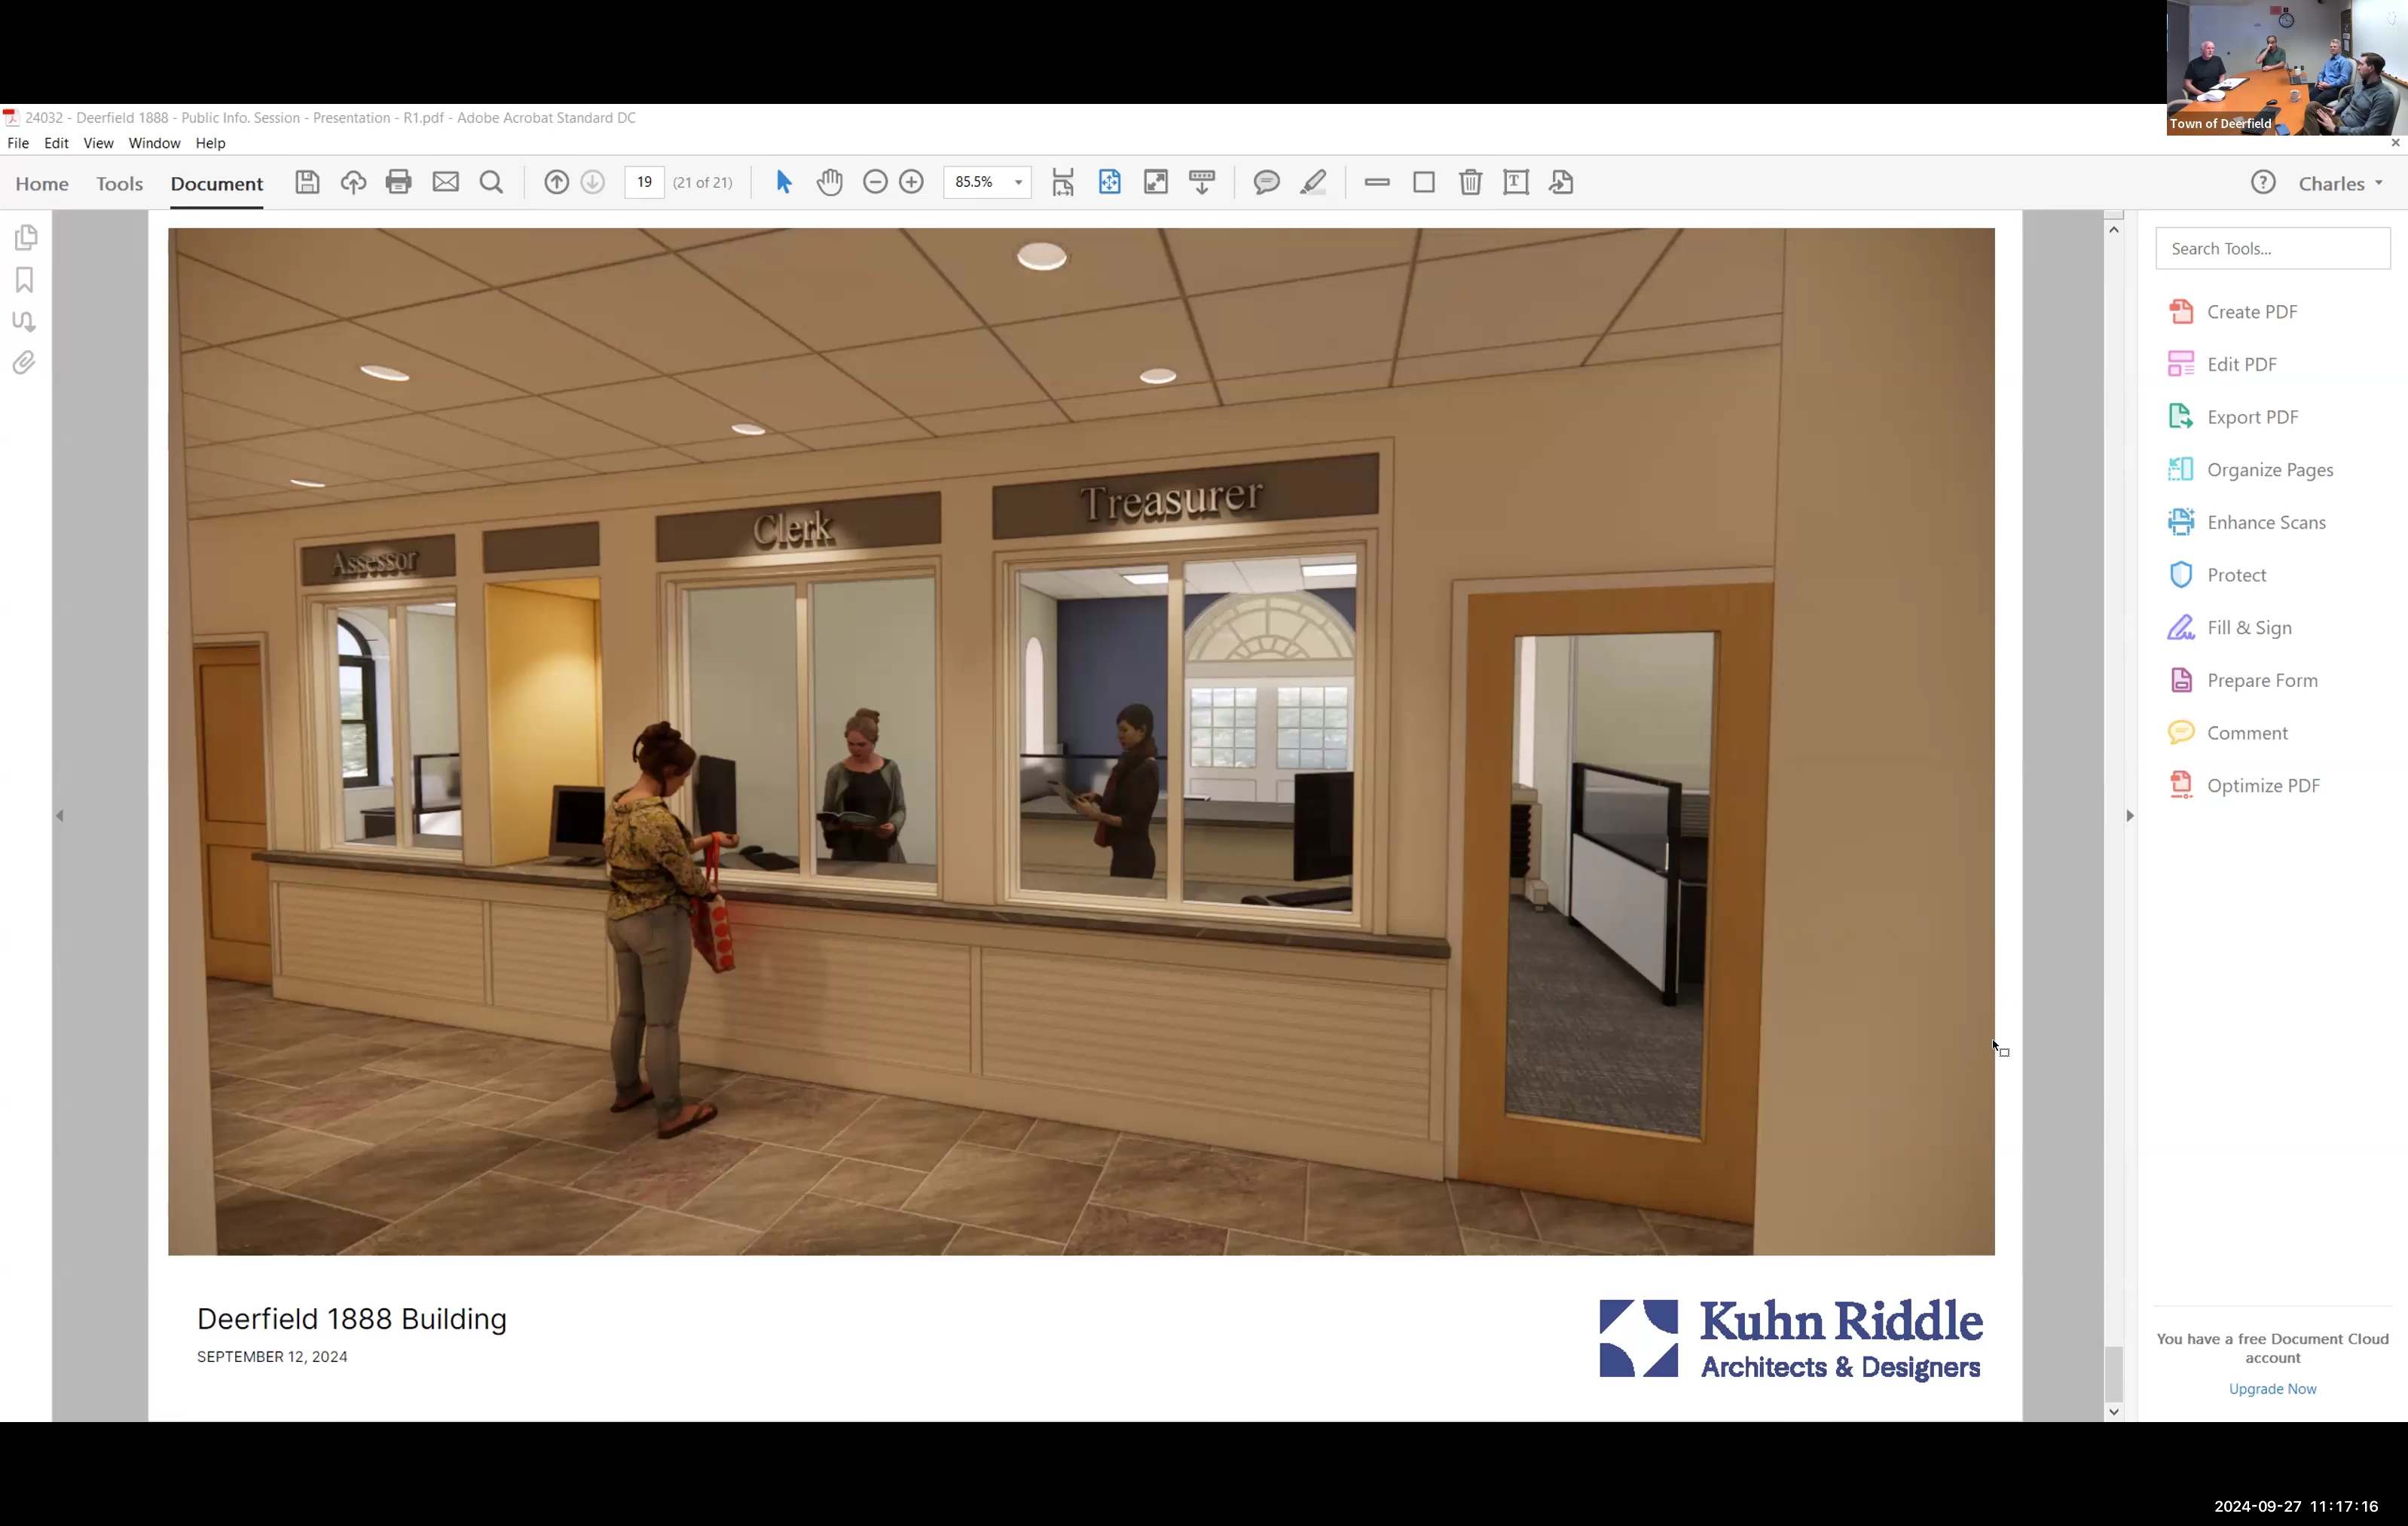 Town of Deerfield
24032 - Deerfield 1888 - Public Info. Session - Presentation - R1.pdf - Adobe Acrobat Standard DC
File Edit View Window Help
Home Tools Document 19 (21 of 21) 85.5% Charles
Search Tools...
Create PDF
Edit PDF
Export PDF
Organize Pages
Enhance Scans
Protect
Fill & Sign
Prepare Form
Comment
Optimize PDF
Assessor
Clerk
Treasurer
Deerfield 1888 Building
SEPTEMBER 12, 2024
Kuhn Riddle
Architects & Designers
You have a free Document Cloud
account
Upgrade Now
2024-09-27 11:17:16